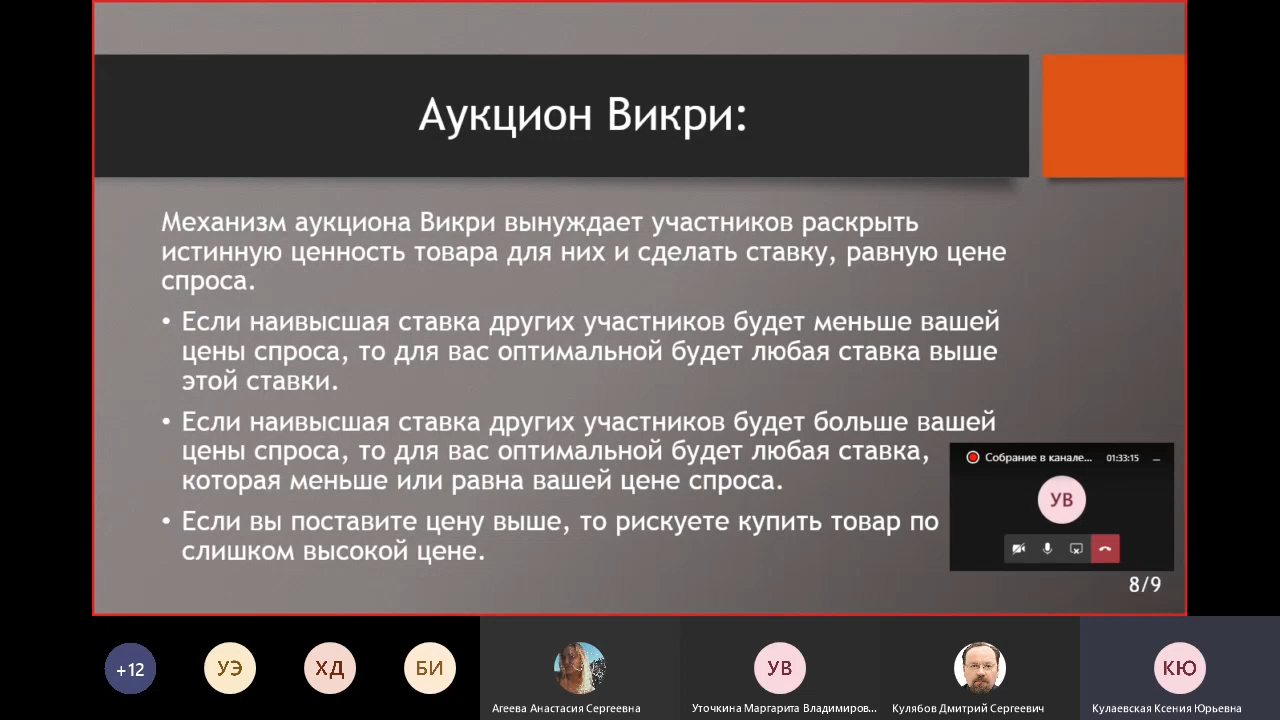 Аукцион Викри:
Механизм аукциона Викри вынуждает участников раскрыть
истинную ценность товара для них и сделать ставку, равную цене
спроса.
• Если наивысшая ставка других участников будет меньше вашей
цены спроса, то для вас оптимальной будет любая ставка выше
этой ставки.
• Если наивысшая ставка других участников будет больше вашей
цены спроса, то для вас оптимальной будет любая ставка,
которая меньше или равна вашей цене спроса.
• Если вы поставите цену выше, то рискуете купить товар по
слишком высокой цене.
Собрание в канале... 01:33:15
УВ
8/9
+12 УЭ ХД БИ УВ КЮ
Агеева Анастасия Сергеевна Уточкина Маргарита Владимиров... Кулябов Дмитрий Сергеевич Кулаевская Ксения Юрьевна